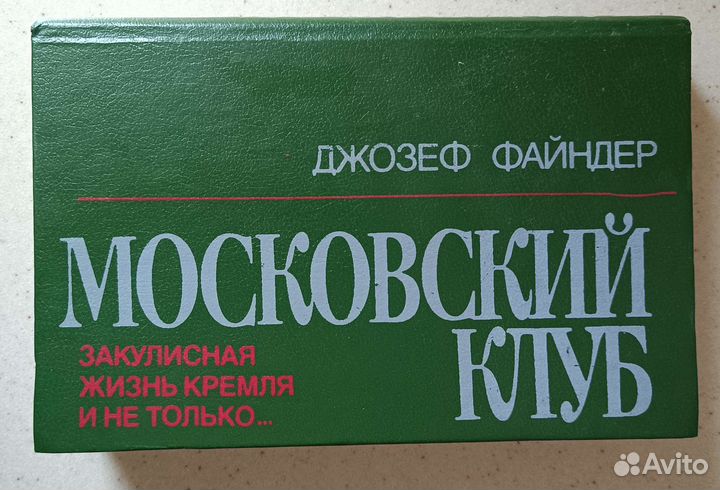 ДЖОЗЕФ ФАЙНДЕР
МОСКОВСКИЙ
КЛУБ
ЗАКУЛИСНАЯ
ЖИЗНЬ КРЕМЛЯ
И НЕ ТОЛЬКО...
Avito